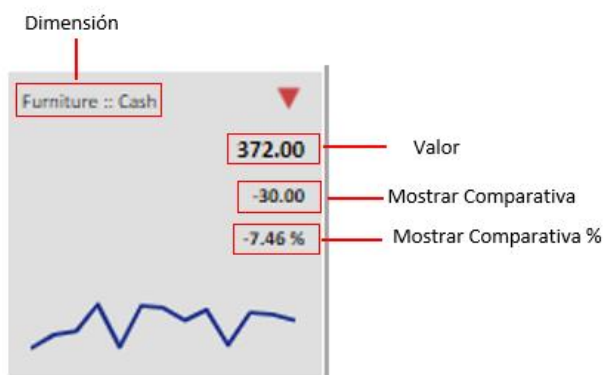 Dimensión
Furniture :: Cash
372.00
Valor
-30.00
Mostrar Comparativa
-7.46 %
Mostrar Comparativa %